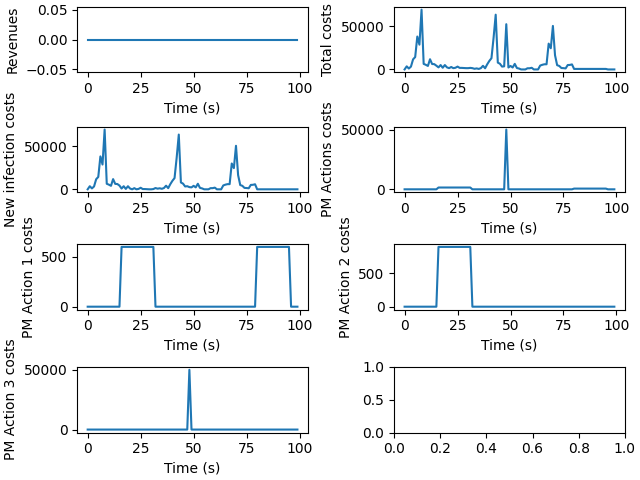 Revenues
0.05
0.00
−0.05
0 25 50 75 100
Time (s)
Total costs
50000
0
0 25 50 75 100
Time (s)
New infection costs
50000
0
0 25 50 75 100
Time (s)
PM Actions costs
50000
0
0 25 50 75 100
Time (s)
PM Action 1 costs
500
0
0 25 50 75 100
Time (s)
PM Action 2 costs
500
0
0 25 50 75 100
Time (s)
PM Action 3 costs
50000
0
0 25 50 75 100
Time (s)
1.0
0.5
0.0
0.0 0.2 0.4 0.6 0.8 1.0